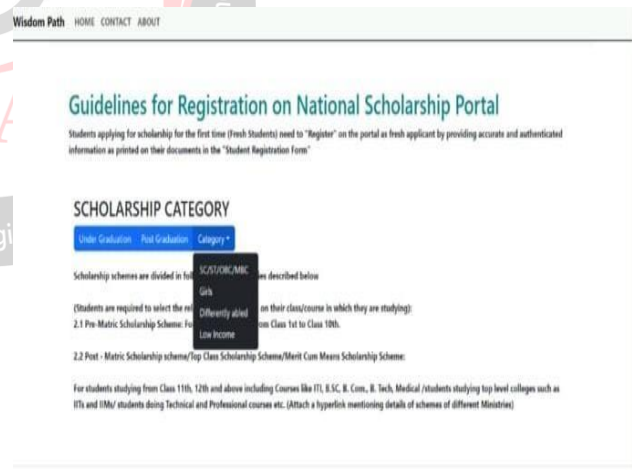 Wisdom Path HOME CONTACT ABOUT
Guidelines for Registration on National Scholarship Portal
Students applying for scholarship for the first time (Fresh Students) need to "Register" on the portal as fresh applicant by providing accurate and authenticated
information as printed on their documents in the "Student Registration Form"
SCHOLARSHIP CATEGORY
Under Graduation Post Graduation Category
SC/ST/OBC/MBC
Girls
Differently abled
Low Income
Scholarship schemes are divided in es described below
(Students are required to select the on their class/course in which they are studying):
2.1 Pre-Matric Scholarship Scheme: om Class 1st to Class 10th.
2.2 Post - Matric Scholarship scheme/Top Class Scholarship Scheme/Merit Cum Means Scholarship Scheme:
For students studying from Class 11th, 12th and above including Courses like ITI, B.SC, B. Com., B. Tech, Medical /students studying top level colleges such as
IITs and IIMs/ students doing Technical and Professional courses etc. (Attach a hyperlink mentioning details of schemes of different Ministries)